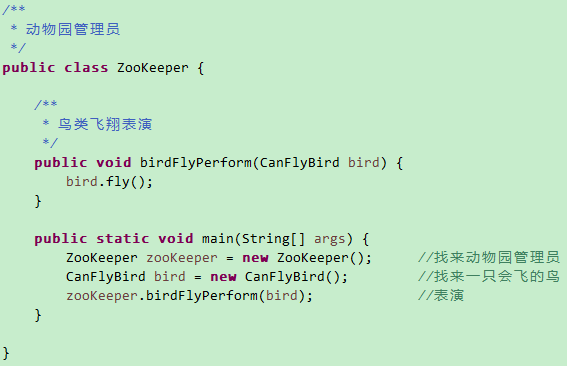 /**
 * 动物园管理员
 */
public class ZooKeeper {
    /**
     * 鸟类飞翔表演
     */
    public void birdFlyPerform(CanFlyBird bird) {
        bird.fly();
    }
    public static void main(String[] args) {
        ZooKeeper zooKeeper = new ZooKeeper();      //找来动物园管理员
        CanFlyBird bird = new CanFlyBird();         //找来一只会飞的鸟
        zooKeeper.birdFlyPerform(bird);             //表演
    }
}